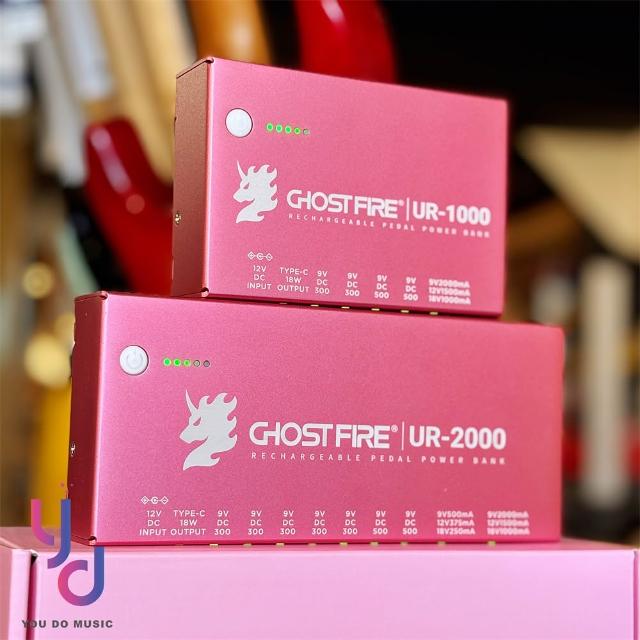 GHOSTFIRE® | UR-1000
RECHARGEABLE PEDAL POWER BANK
12V TYPE-C 9V 9V 9V 9V 9V2000mA
DC 18W DC DC DC DC 12V1500mA
INPUT OUTPUT 300 300 500 500 18V1000mA
GHOSTFIRE® | UR-2000
RECHARGEABLE PEDAL POWER BANK
12V TYPE-C 9V 9V 9V 9V 9V 9V 9V500mA 9V2000mA
DC 18W DC DC DC DC DC DC 12V375mA 12V1500mA
INPUT OUTPUT 300 300 300 300 500 500 18V250mA 18V1000mA
YOU DO MUSIC